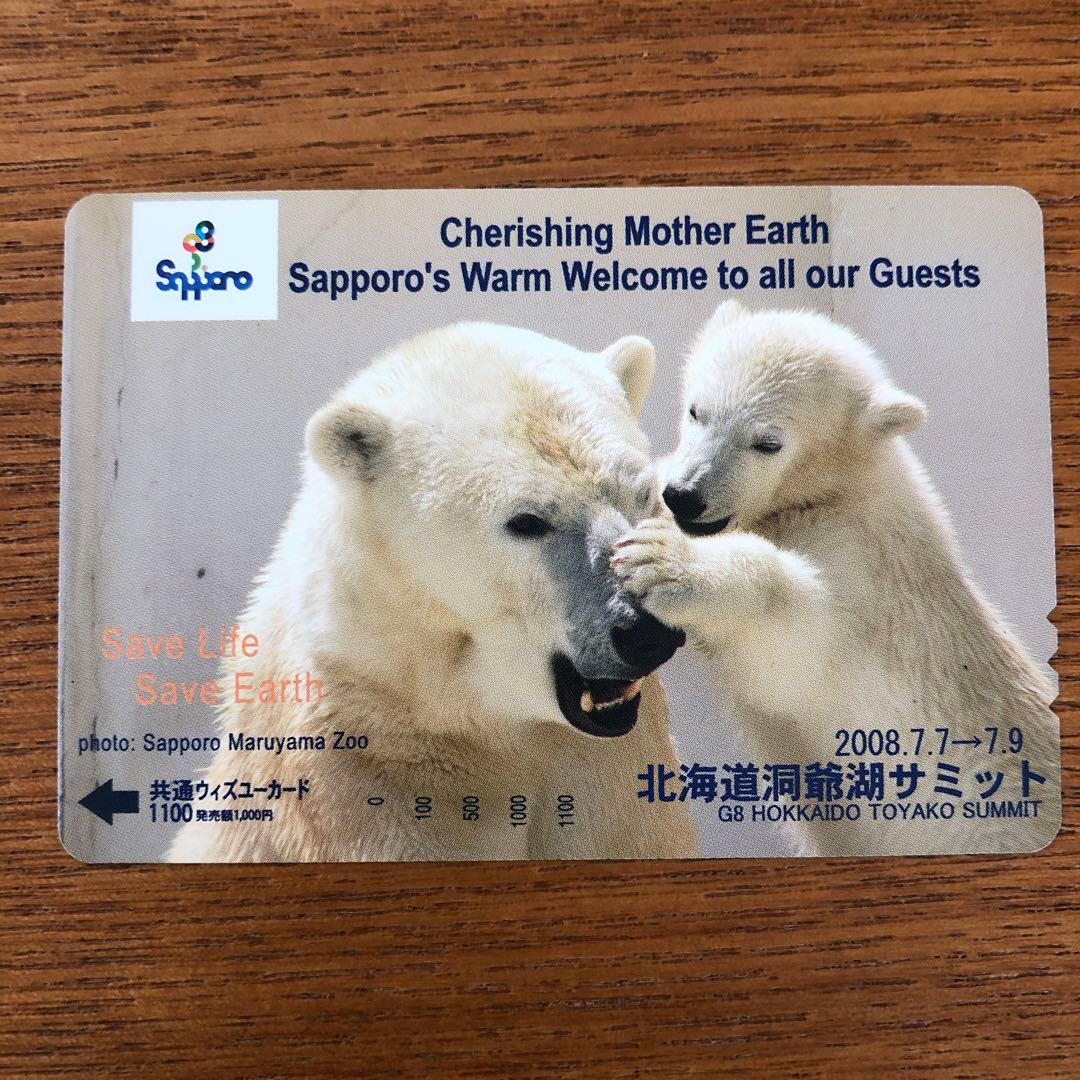 Sapporo
Cherishing Mother Earth
Sapporo's Warm Welcome to all our Guests
Save Life
Save Earth
photo: Sapporo Maruyama Zoo
共通ウィズユーカード
1100 発売額1,000円
0 100 500 1000 1100
2008.7.7→7.9
北海道洞爺湖サミット
G8 HOKKAIDO TOYAKO SUMMIT